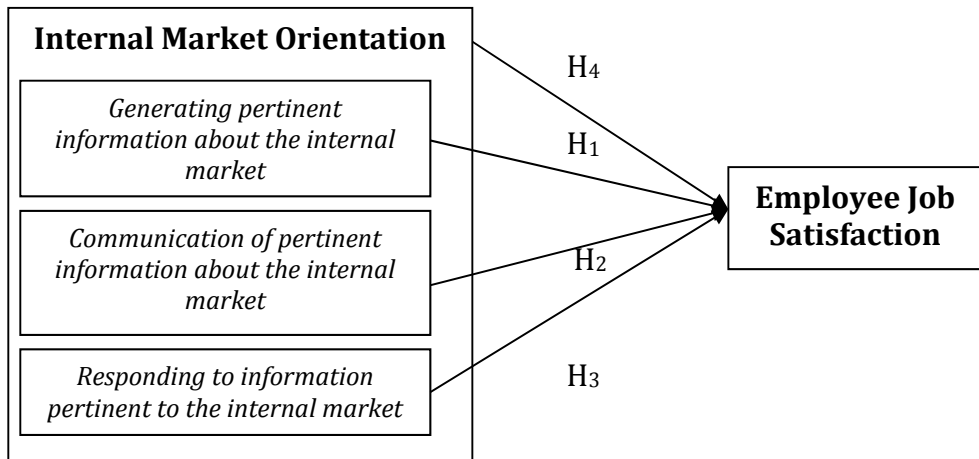 Internal Market Orientation
Generating pertinent
information about the internal
market
Communication of pertinent
information about the internal
market
Responding to information
pertinent to the internal market
H4
H1
H2
H3
Employee Job
Satisfaction